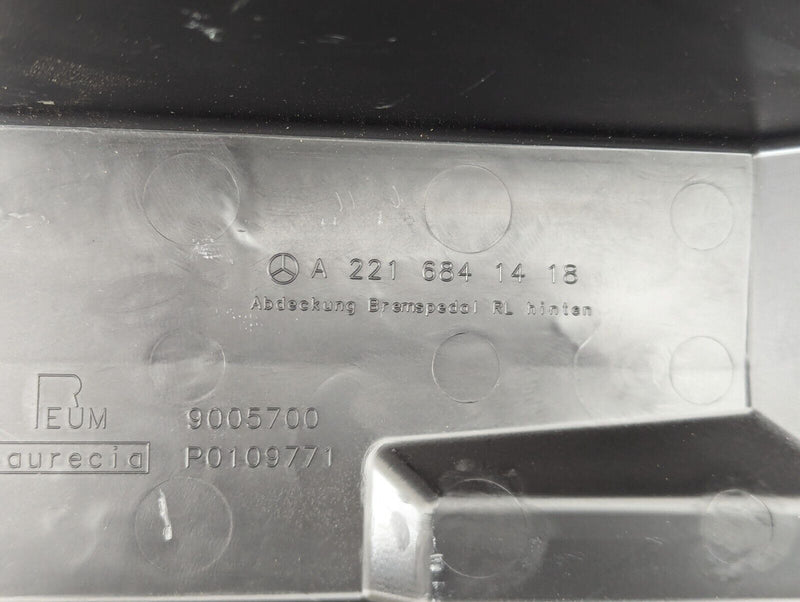 A 221 684 14 18
Abdeckung Bremspedal RL hinten
REUM 9005700
aurecia P0109771